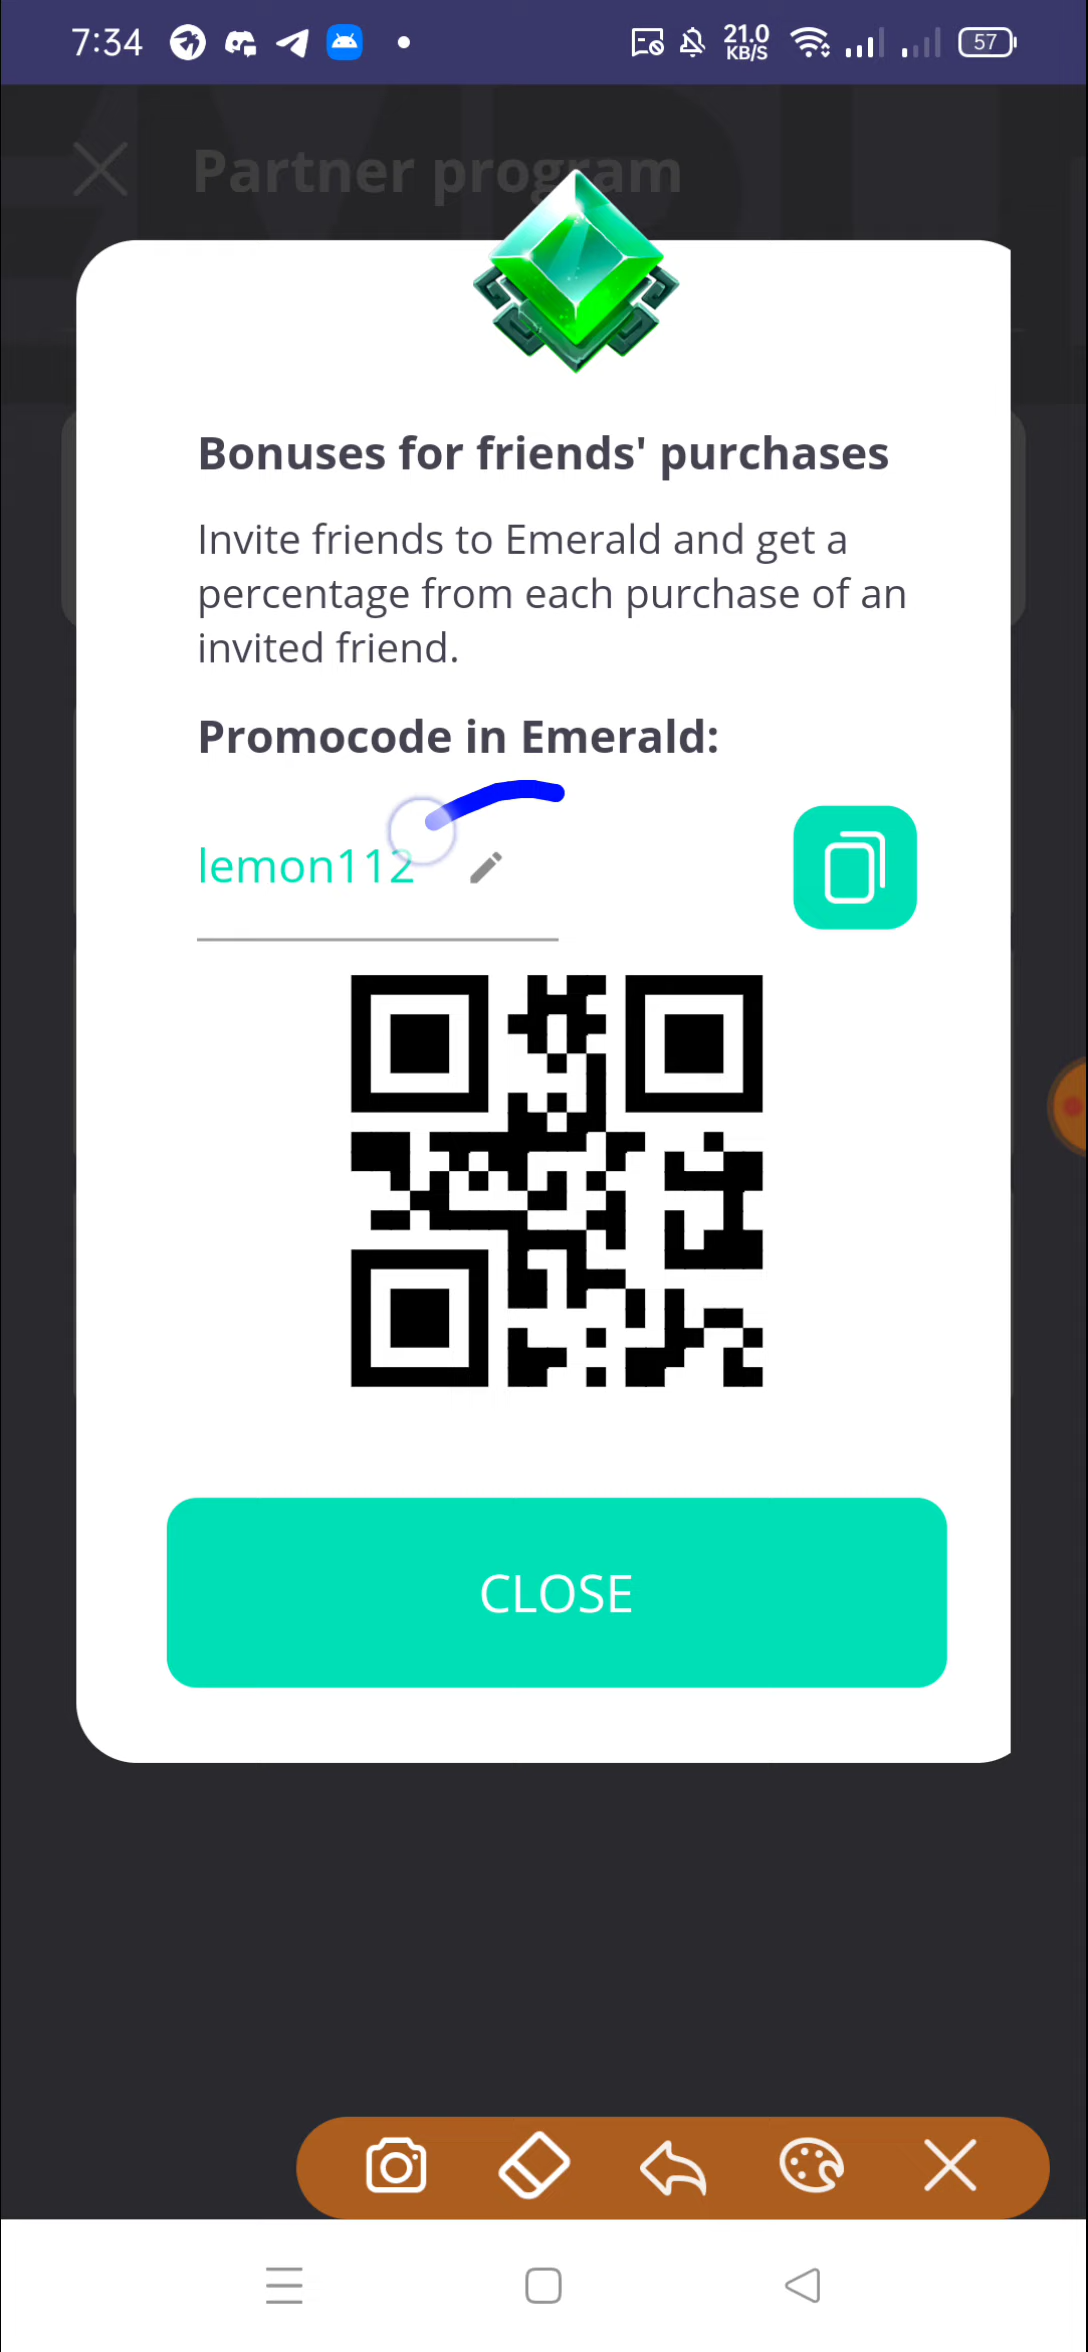 7:34
21.0
KB/S
57
Partner program
Bonuses for friends' purchases
Invite friends to Emerald and get a
percentage from each purchase of an
invited friend.
Promocode in Emerald:
lemon112
CLOSE